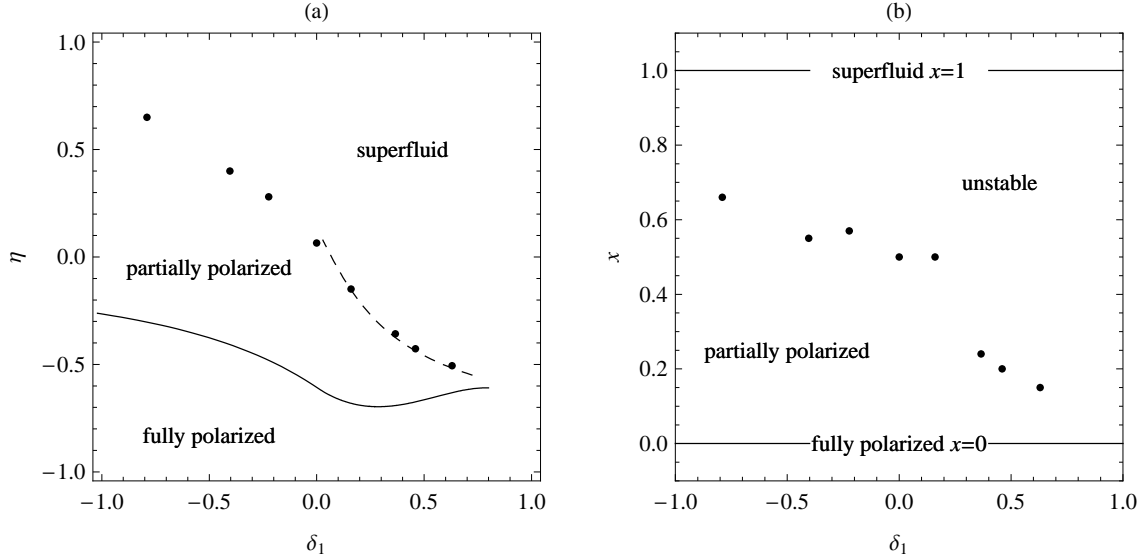 (a)
1.0
0.5
0.0
−0.5
−1.0
η
superfluid
partially polarized
fully polarized
−1.0 −0.5 0.0 0.5 1.0
δ1
(b)
1.0
0.8
0.6
0.4
0.2
0.0
x
superfluid x=1
unstable
partially polarized
fully polarized x=0
−1.0 −0.5 0.0 0.5 1.0
δ1